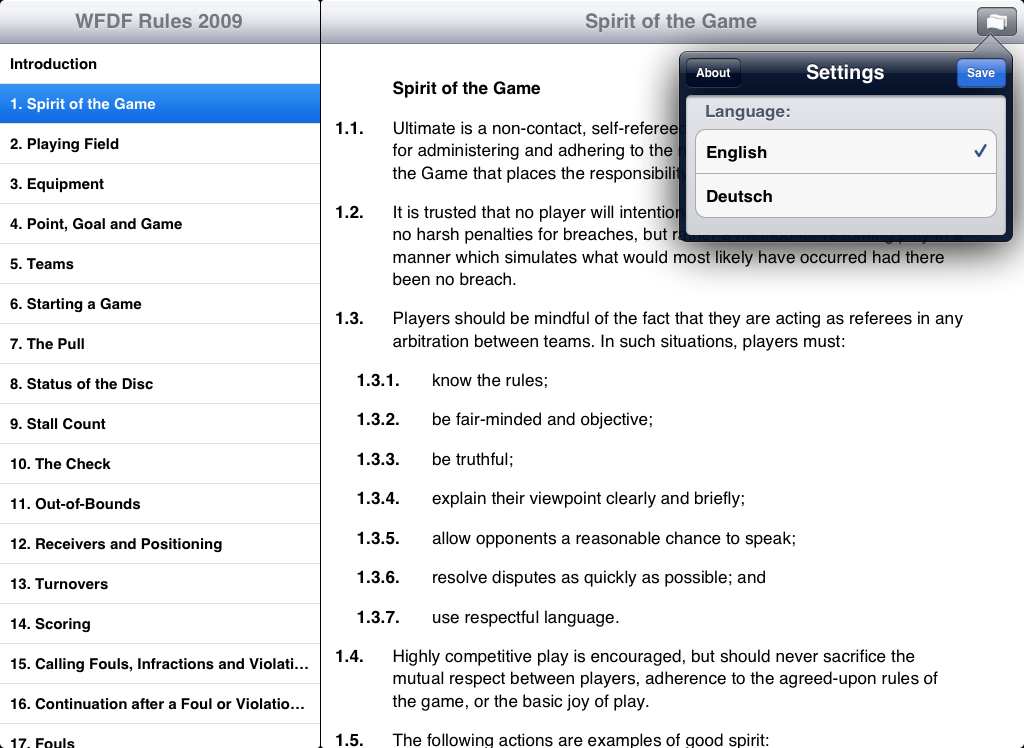 WFDF Rules 2009
Introduction
1. Spirit of the Game
2. Playing Field
3. Equipment
4. Point, Goal and Game
5. Teams
6. Starting a Game
7. The Pull
8. Status of the Disc
9. Stall Count
10. The Check
11. Out-of-Bounds
12. Receivers and Positioning
13. Turnovers
14. Scoring
15. Calling Fouls, Infractions and Violati...
16. Continuation after a Foul or Violatio...
17. Fouls
Spirit of the Game
About
Settings
Save
Language:
English
Deutsch
Spirit of the Game
1.1. Ultimate is a non-contact, self-refereed
for administering and adhering to the
the Game that places the responsibility
1.2. It is trusted that no player will
no harsh penalties for breaches, but rather a method for resuming play in a
manner which simulates what would most likely have occurred had there
been no breach.
1.3. Players should be mindful of the fact that they are acting as referees in any
arbitration between teams. In such situations, players must:
1.3.1. know the rules;
1.3.2. be fair-minded and objective;
1.3.3. be truthful;
1.3.4. explain their viewpoint clearly and briefly;
1.3.5. allow opponents a reasonable chance to speak;
1.3.6. resolve disputes as quickly as possible; and
1.3.7. use respectful language.
1.4. Highly competitive play is encouraged, but should never sacrifice the
mutual respect between players, adherence to the agreed-upon rules of
the game, or the basic joy of play.
1.5. The following actions are examples of good spirit: